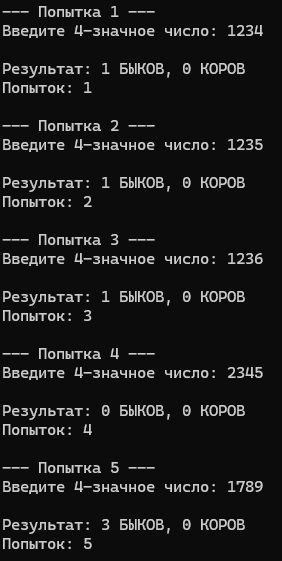 --- Попытка 1 ---
Введите 4-значное число: 1234
Результат: 1 БЫКОВ, 0 КОРОВ
Попыток: 1
--- Попытка 2 ---
Введите 4-значное число: 1235
Результат: 1 БЫКОВ, 0 КОРОВ
Попыток: 2
--- Попытка 3 ---
Введите 4-значное число: 1236
Результат: 1 БЫКОВ, 0 КОРОВ
Попыток: 3
--- Попытка 4 ---
Введите 4-значное число: 2345
Результат: 0 БЫКОВ, 0 КОРОВ
Попыток: 4
--- Попытка 5 ---
Введите 4-значное число: 1789
Результат: 3 БЫКОВ, 0 КОРОВ
Попыток: 5